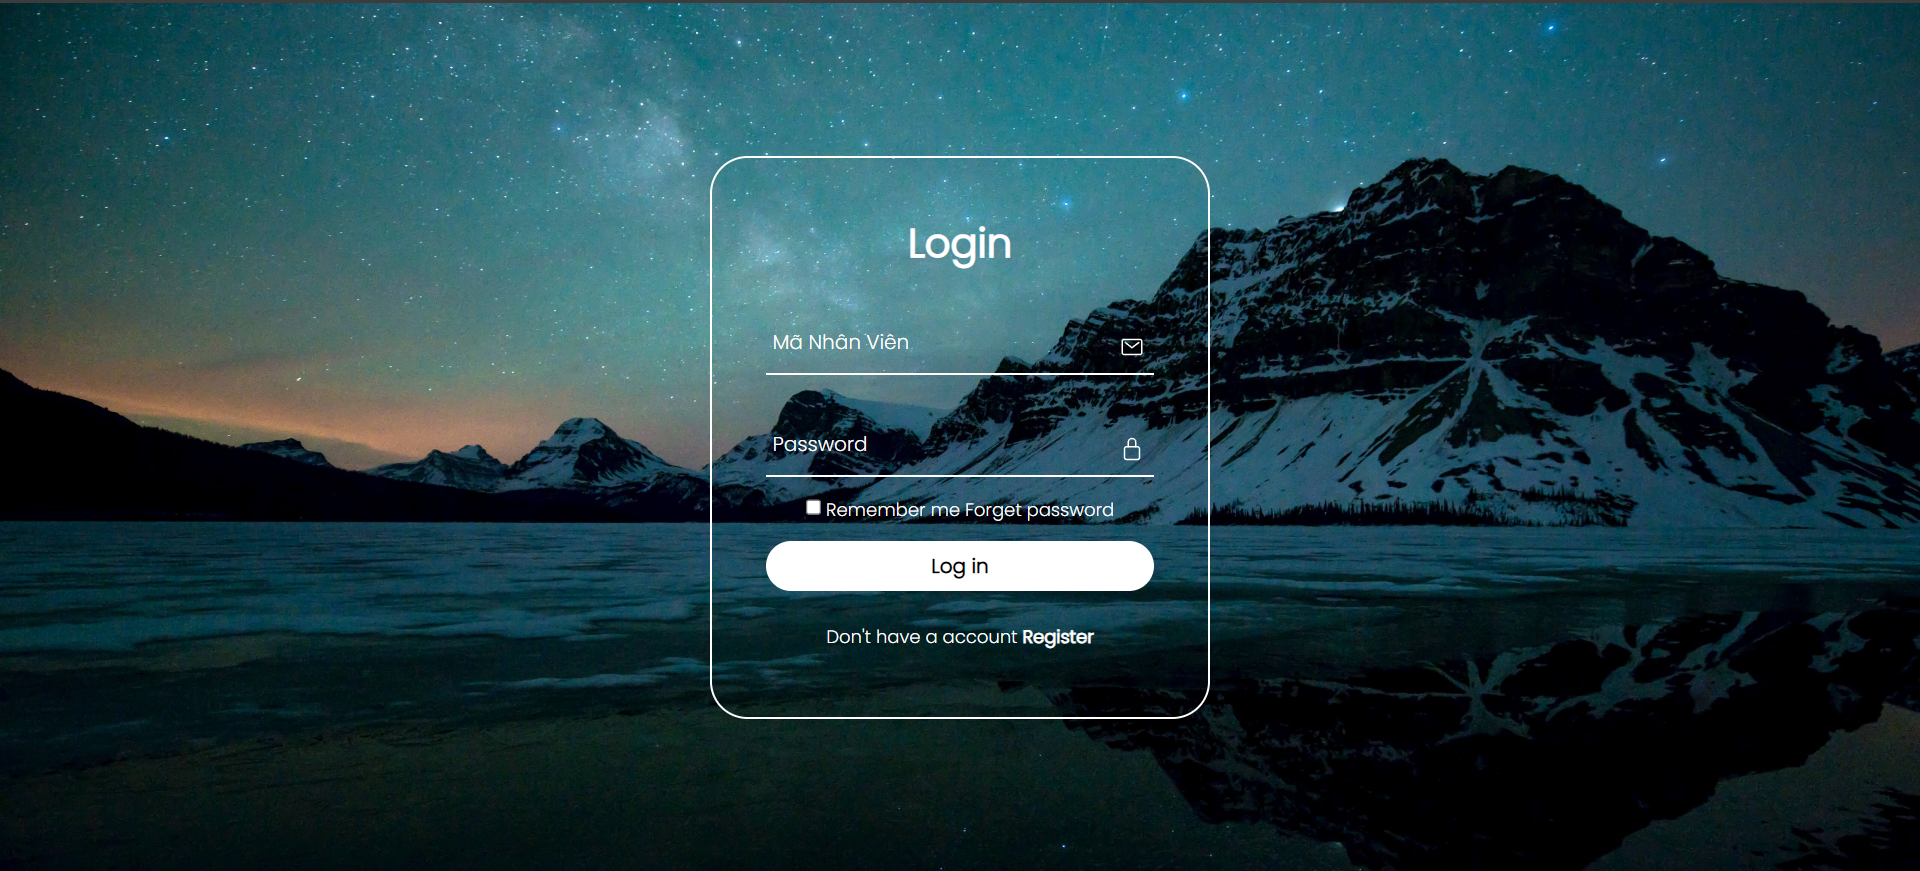 Login
Mã Nhân Viên
Password
Remember me Forget password
Log in
Don't have a account Register